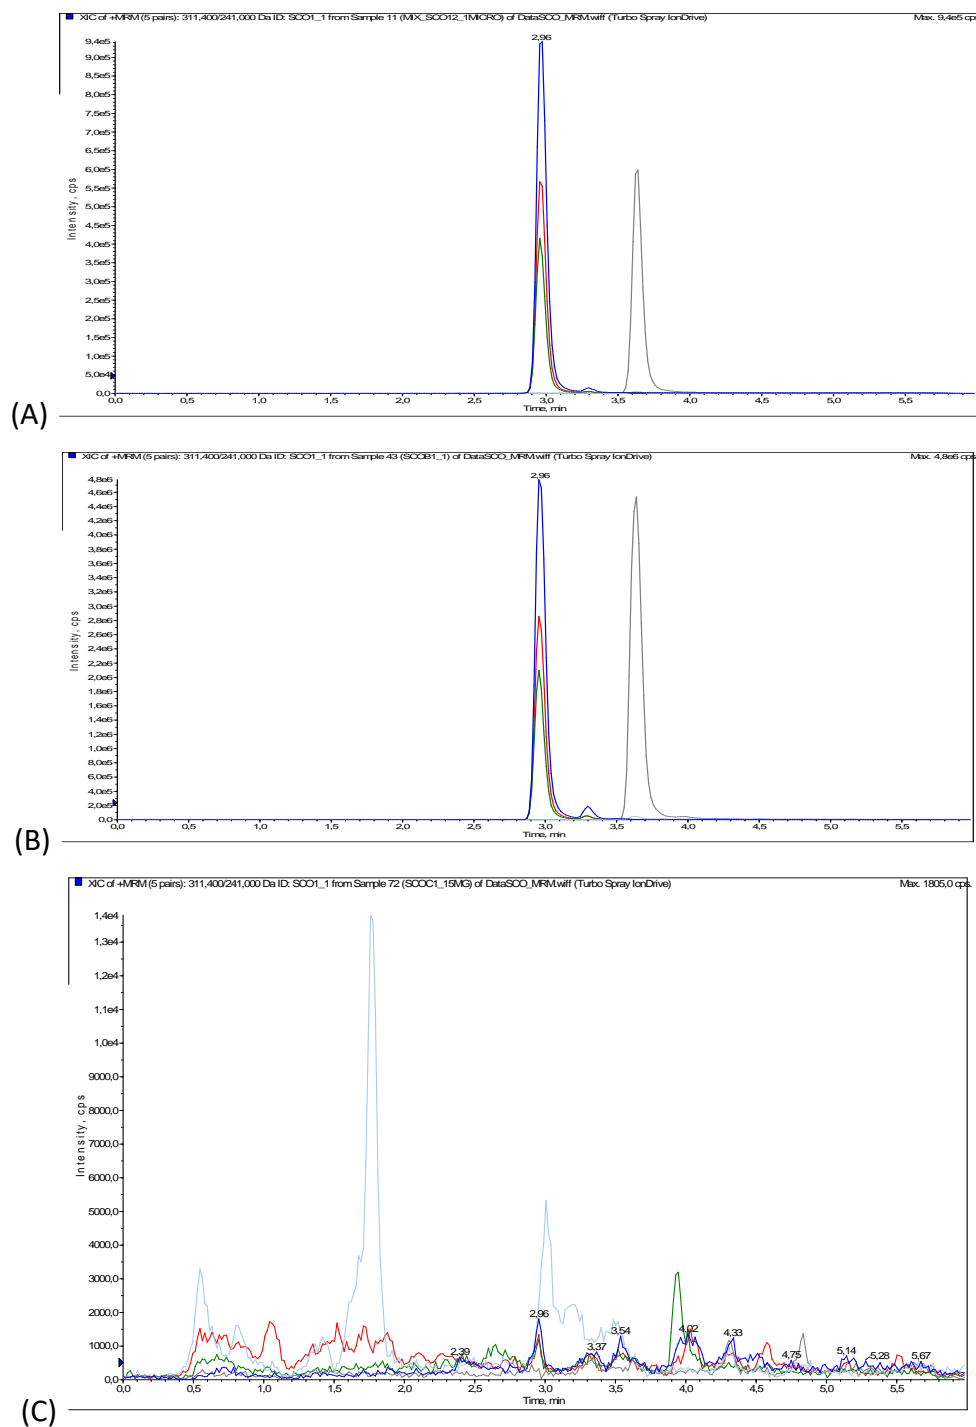 XIC of +MRM (5 pairs): 311,400/241,000 Da ID: SCO1_1 from Sample 11 (MIX_SCO12_1MICRO) of DataSCO_MRM.wiff (Turbo Spray IonDrive) Max. 9,4e5 cps
2,96
9,4e5
9,0e5
8,5e5
8,0e5
7,5e5
7,0e5
6,5e5
6,0e5
5,5e5
5,0e5
4,5e5
4,0e5
3,5e5
3,0e5
2,5e5
2,0e5
1,5e5
1,0e5
5,0e4
0,0
Intensity, cps
0,0 0,5 1,0 1,5 2,0 2,5 3,0 3,5 4,0 4,5 5,0 5,5
Time, min
(A)
XIC of +MRM (5 pairs): 311,400/241,000 Da ID: SCO1_1 from Sample 43 (SCOB1_1) of DataSCO_MRM.wiff (Turbo Spray IonDrive) Max. 4,8e6 cps
2,96
4,8e6
4,6e6
4,4e6
4,2e6
4,0e6
3,8e6
3,6e6
3,4e6
3,2e6
3,0e6
2,8e6
2,6e6
2,4e6
2,2e6
2,0e6
1,8e6
1,6e6
1,4e6
1,2e6
1,0e6
8,0e5
6,0e5
4,0e5
2,0e5
0,0
Intensity, cps
0,0 0,5 1,0 1,5 2,0 2,5 3,0 3,5 4,0 4,5 5,0 5,5
Time, min
(B)
XIC of +MRM (5 pairs): 311,400/241,000 Da ID: SCO1_1 from Sample 72 (SCOC1_15MG) of DataSCO_MRM.wiff (Turbo Spray IonDrive) Max. 1805,0 cps.
1,4e4
1,3e4
1,2e4
1,1e4
1,0e4
9000,0
8000,0
7000,0
6000,0
5000,0
4000,0
3000,0
2000,0
1000,0
0,0
Intensity, cps
2,39 2,96 3,37 3,54 4,02 4,33 4,75 5,14 5,28 5,67
0,0 0,5 1,0 1,5 2,0 2,5 3,0 3,5 4,0 4,5 5,0 5,5
Time, min
(C)